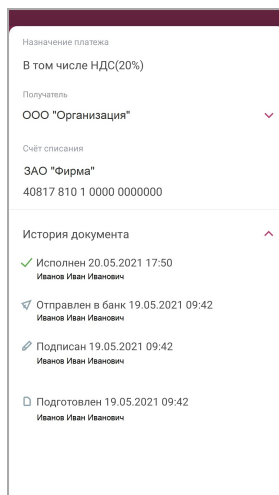 Назначение платежа
В том числе НДС(20%)
Получатель
ООО "Организация"
Счёт списания
ЗАО "Фирма"
40817 810 1 0000 0000000
История документа
Исполнен 20.05.2021 17:50
Иванов Иван Иванович
Отправлен в банк 19.05.2021 09:42
Иванов Иван Иванович
Подписан 19.05.2021 09:42
Иванов Иван Иванович
Подготовлен 19.05.2021 09:42
Иванов Иван Иванович